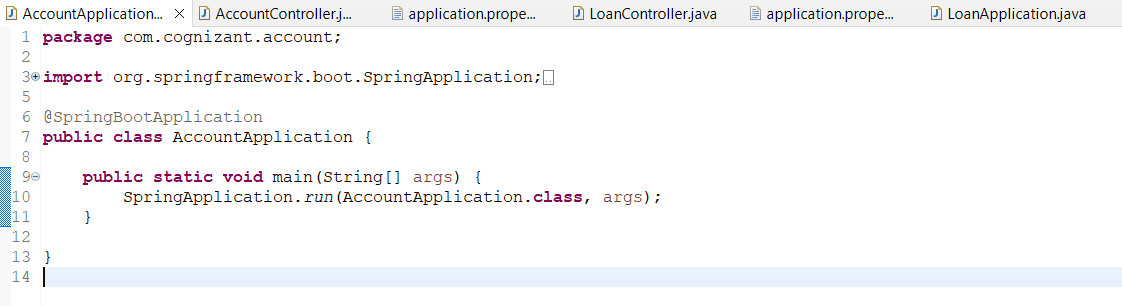 AccountApplication... AccountController.j... application.prope... LoanController.java application.prope... LoanApplication.java
1 package com.cognizant.account;
2
3 import org.springframework.boot.SpringApplication;
5
6 @SpringBootApplication
7 public class AccountApplication {
8
9 public static void main(String[] args) {
10 SpringApplication.run(AccountApplication.class, args);
11 }
12
13 }
14